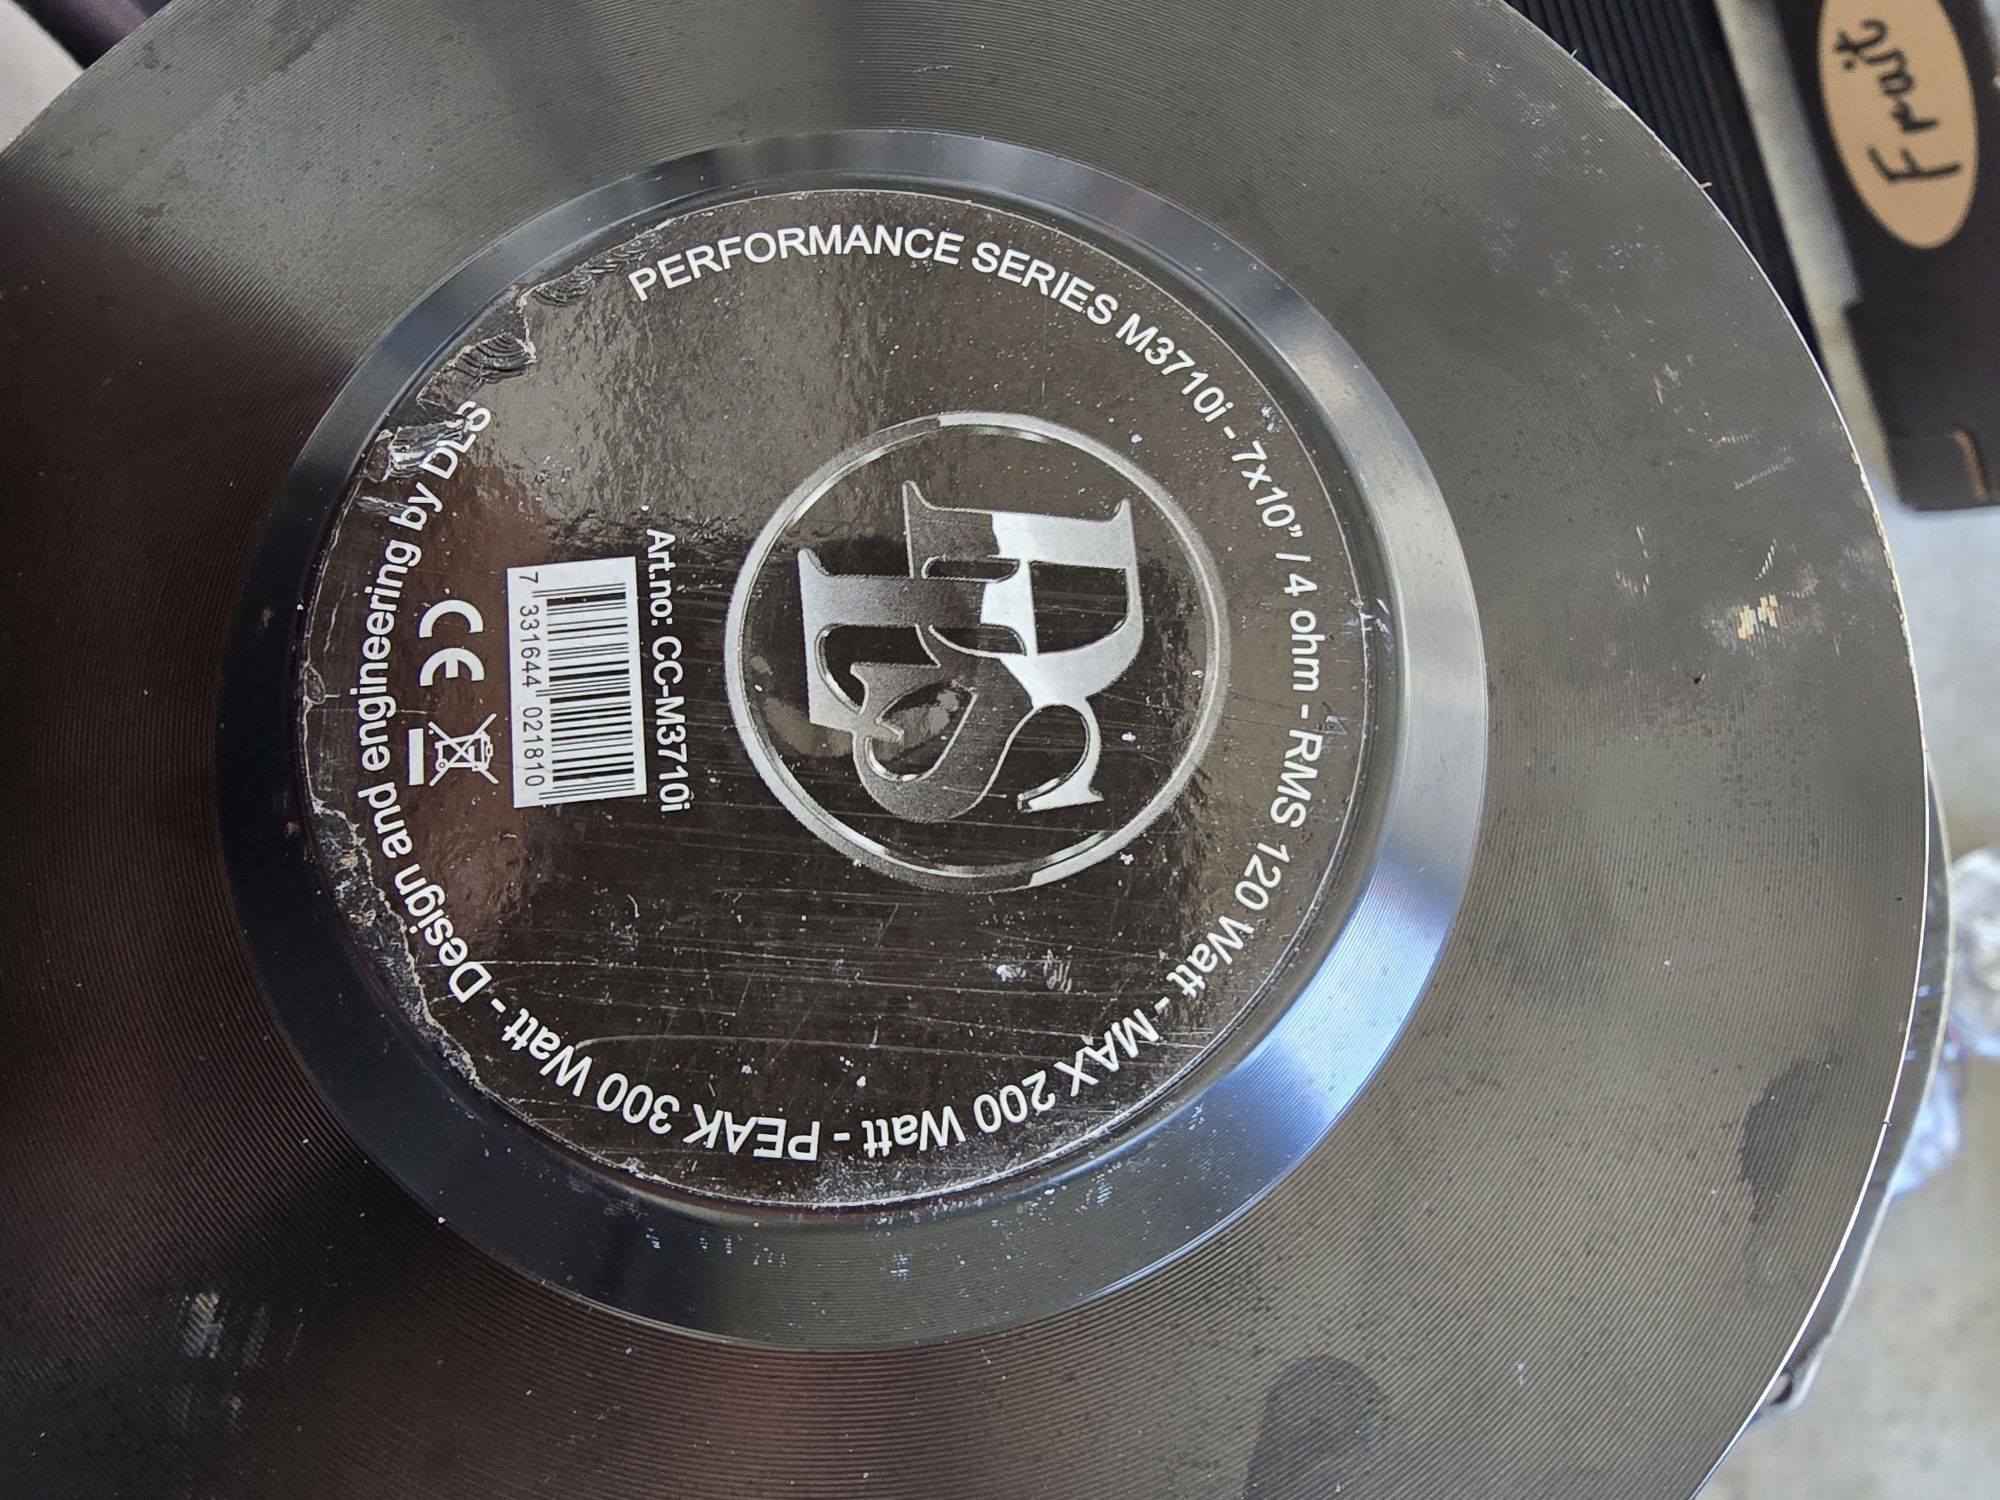 PERFORMANCE SERIES M3710i - 7x10" / 4 ohm - RMS 120 Watt - MAX 200 Watt - PEAK 300 Watt - Design and engineering by DLS
DLS
Art.no: CC-M3710i
7 331644 021810
CE
Frajt